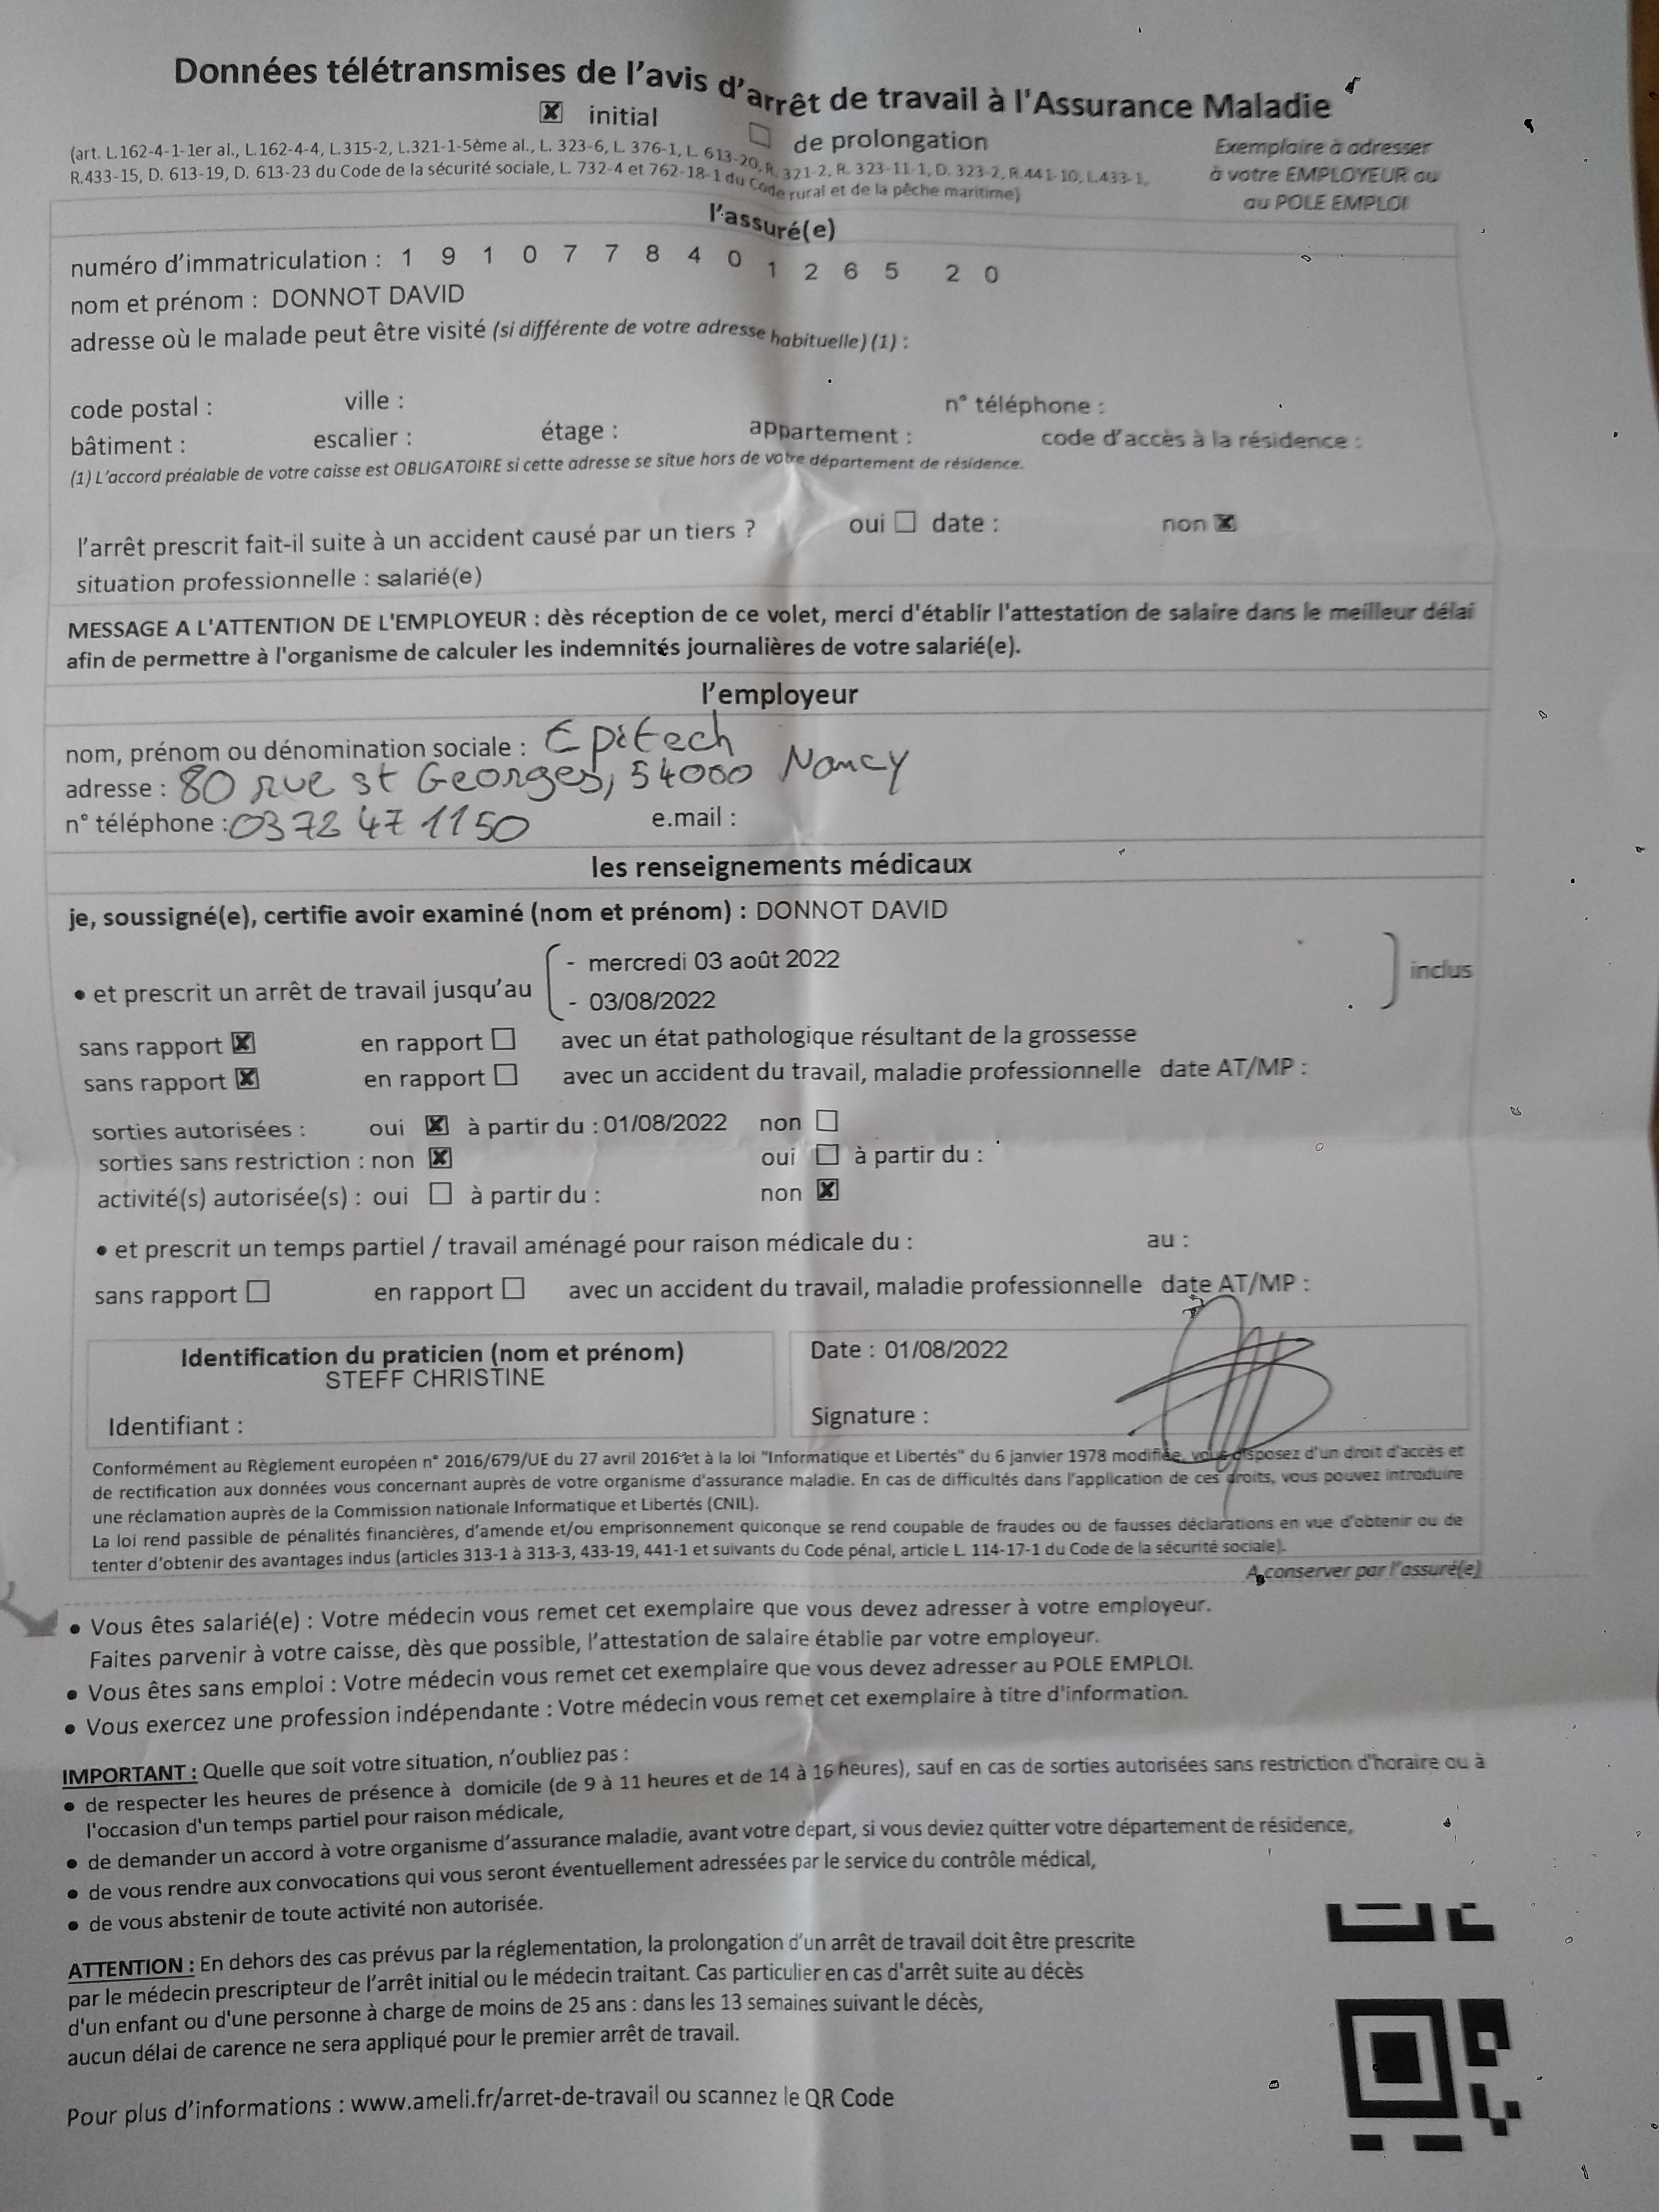 Données télétransmises de l'avis d'arrêt de travail à l'Assurance Maladie
☒ initial ☐ de prolongation
(art. L.162-4-1-1er al., L.162-4-4, L.315-2, L.321-1-5ème al., L. 323-6, L. 376-1, L. 613-20, R. 321-2, R. 323-11-1, D. 323-2, R.441-10, L.433-1,
R.433-15, D. 613-19, D. 613-23 du Code de la sécurité sociale, L. 732-4 et 762-18-1 du Code rural et de la pêche maritime)
Exemplaire à adresser
à votre EMPLOYEUR ou
au POLE EMPLOI
l'assuré(e)
numéro d'immatriculation : 1 9 1 0 7 7 8 4 0 1 2 6 5 2 0
nom et prénom : DONNOT DAVID
adresse où le malade peut être visité (si différente de votre adresse habituelle) (1) :
code postal : ville : n° téléphone :
bâtiment : escalier : étage : appartement : code d'accès à la résidence :
(1) L'accord préalable de votre caisse est OBLIGATOIRE si cette adresse se situe hors de votre département de résidence.
l'arrêt prescrit fait-il suite à un accident causé par un tiers ? oui ☐ date : non ☒
situation professionnelle : salarié(e)
MESSAGE A L'ATTENTION DE L'EMPLOYEUR : dès réception de ce volet, merci d'établir l'attestation de salaire dans le meilleur délai
afin de permettre à l'organisme de calculer les indemnités journalières de votre salarié(e).
l'employeur
nom, prénom ou dénomination sociale : Epitech
adresse : 80 rue st Georges, 54000 Nancy
n° téléphone : 03 72 47 11 50 e.mail :
les renseignements médicaux
je, soussigné(e), certifie avoir examiné (nom et prénom) : DONNOT DAVID
• et prescrit un arrêt de travail jusqu'au - mercredi 03 août 2022
- 03/08/2022 inclus
sans rapport ☒ en rapport ☐ avec un état pathologique résultant de la grossesse
sans rapport ☒ en rapport ☐ avec un accident du travail, maladie professionnelle date AT/MP :
sorties autorisées : oui ☒ à partir du : 01/08/2022 non ☐
sorties sans restriction : non ☒ oui ☐ à partir du :
activité(s) autorisée(s) : oui ☐ à partir du : non ☒
• et prescrit un temps partiel / travail aménagé pour raison médicale du : au :
sans rapport ☐ en rapport ☐ avec un accident du travail, maladie professionnelle date AT/MP :
Identification du praticien (nom et prénom)
STEFF CHRISTINE
Identifiant :
Date : 01/08/2022
Signature :
Conformément au Règlement européen n° 2016/679/UE du 27 avril 2016 et à la loi "Informatique et Libertés" du 6 janvier 1978 modifiée, vous disposez d'un droit d'accès et
de rectification aux données vous concernant auprès de votre organisme d'assurance maladie. En cas de difficultés dans l'application de ces droits, vous pouvez introduire
une réclamation auprès de la Commission nationale Informatique et Libertés (CNIL).
La loi rend passible de pénalités financières, d'amende et/ou emprisonnement quiconque se rend coupable de fraudes ou de fausses déclarations en vue d'obtenir ou de
tenter d'obtenir des avantages indus (articles 313-1 à 313-3, 433-19, 441-1 et suivants du Code pénal, article L. 114-17-1 du Code de la sécurité sociale).
A conserver par l'assuré(e)
• Vous êtes salarié(e) : Votre médecin vous remet cet exemplaire que vous devez adresser à votre employeur.
Faites parvenir à votre caisse, dès que possible, l'attestation de salaire établie par votre employeur.
• Vous êtes sans emploi : Votre médecin vous remet cet exemplaire que vous devez adresser au POLE EMPLOI.
• Vous exercez une profession indépendante : Votre médecin vous remet cet exemplaire à titre d'information.
IMPORTANT : Quelle que soit votre situation, n'oubliez pas :
• de respecter les heures de présence à domicile (de 9 à 11 heures et de 14 à 16 heures), sauf en cas de sorties autorisées sans restriction d'horaire ou à
l'occasion d'un temps partiel pour raison médicale,
• de demander un accord à votre organisme d'assurance maladie, avant votre depart, si vous deviez quitter votre département de résidence,
• de vous rendre aux convocations qui vous seront éventuellement adressées par le service du contrôle médical,
• de vous abstenir de toute activité non autorisée.
ATTENTION : En dehors des cas prévus par la réglementation, la prolongation d'un arrêt de travail doit être prescrite
par le médecin prescripteur de l'arrêt initial ou le médecin traitant. Cas particulier en cas d'arrêt suite au décès
d'un enfant ou d'une personne à charge de moins de 25 ans : dans les 13 semaines suivant le décès,
aucun délai de carence ne sera appliqué pour le premier arrêt de travail.
Pour plus d'informations : www.ameli.fr/arret-de-travail ou scannez le QR Code